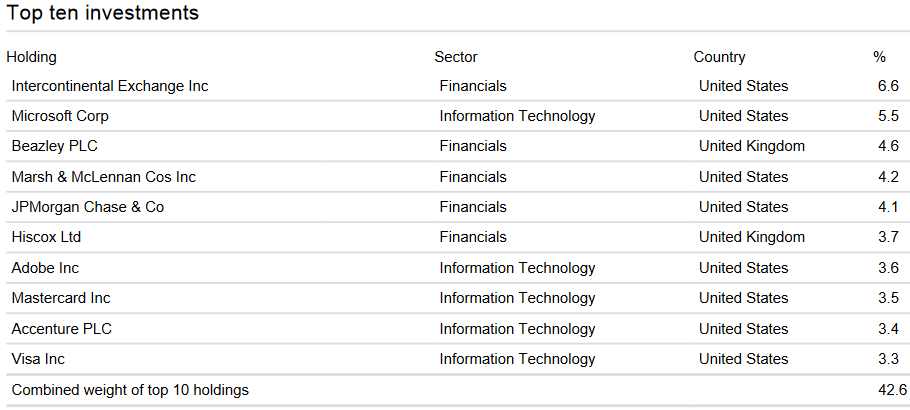 Top ten investments
Holding Sector Country %
Intercontinental Exchange Inc Financials United States 6.6
Microsoft Corp Information Technology United States 5.5
Beazley PLC Financials United Kingdom 4.6
Marsh & McLennan Cos Inc Financials United States 4.2
JPMorgan Chase & Co Financials United States 4.1
Hiscox Ltd Financials United Kingdom 3.7
Adobe Inc Information Technology United States 3.6
Mastercard Inc Information Technology United States 3.5
Accenture PLC Information Technology United States 3.4
Visa Inc Information Technology United States 3.3
Combined weight of top 10 holdings 42.6